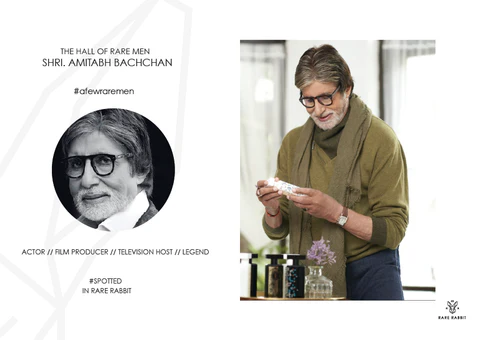 THE HALL OF RARE MEN
SHRI. AMITABH BACHCHAN
#afewraremen
ACTOR // FILM PRODUCER // TELEVISION HOST // LEGEND
#SPOTTED
IN RARE RABBIT
RARE RABBIT